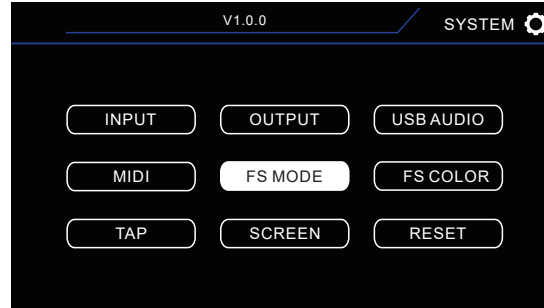 V1.0.0 SYSTEM
INPUT OUTPUT USB AUDIO
MIDI FS MODE FS COLOR
TAP SCREEN RESET